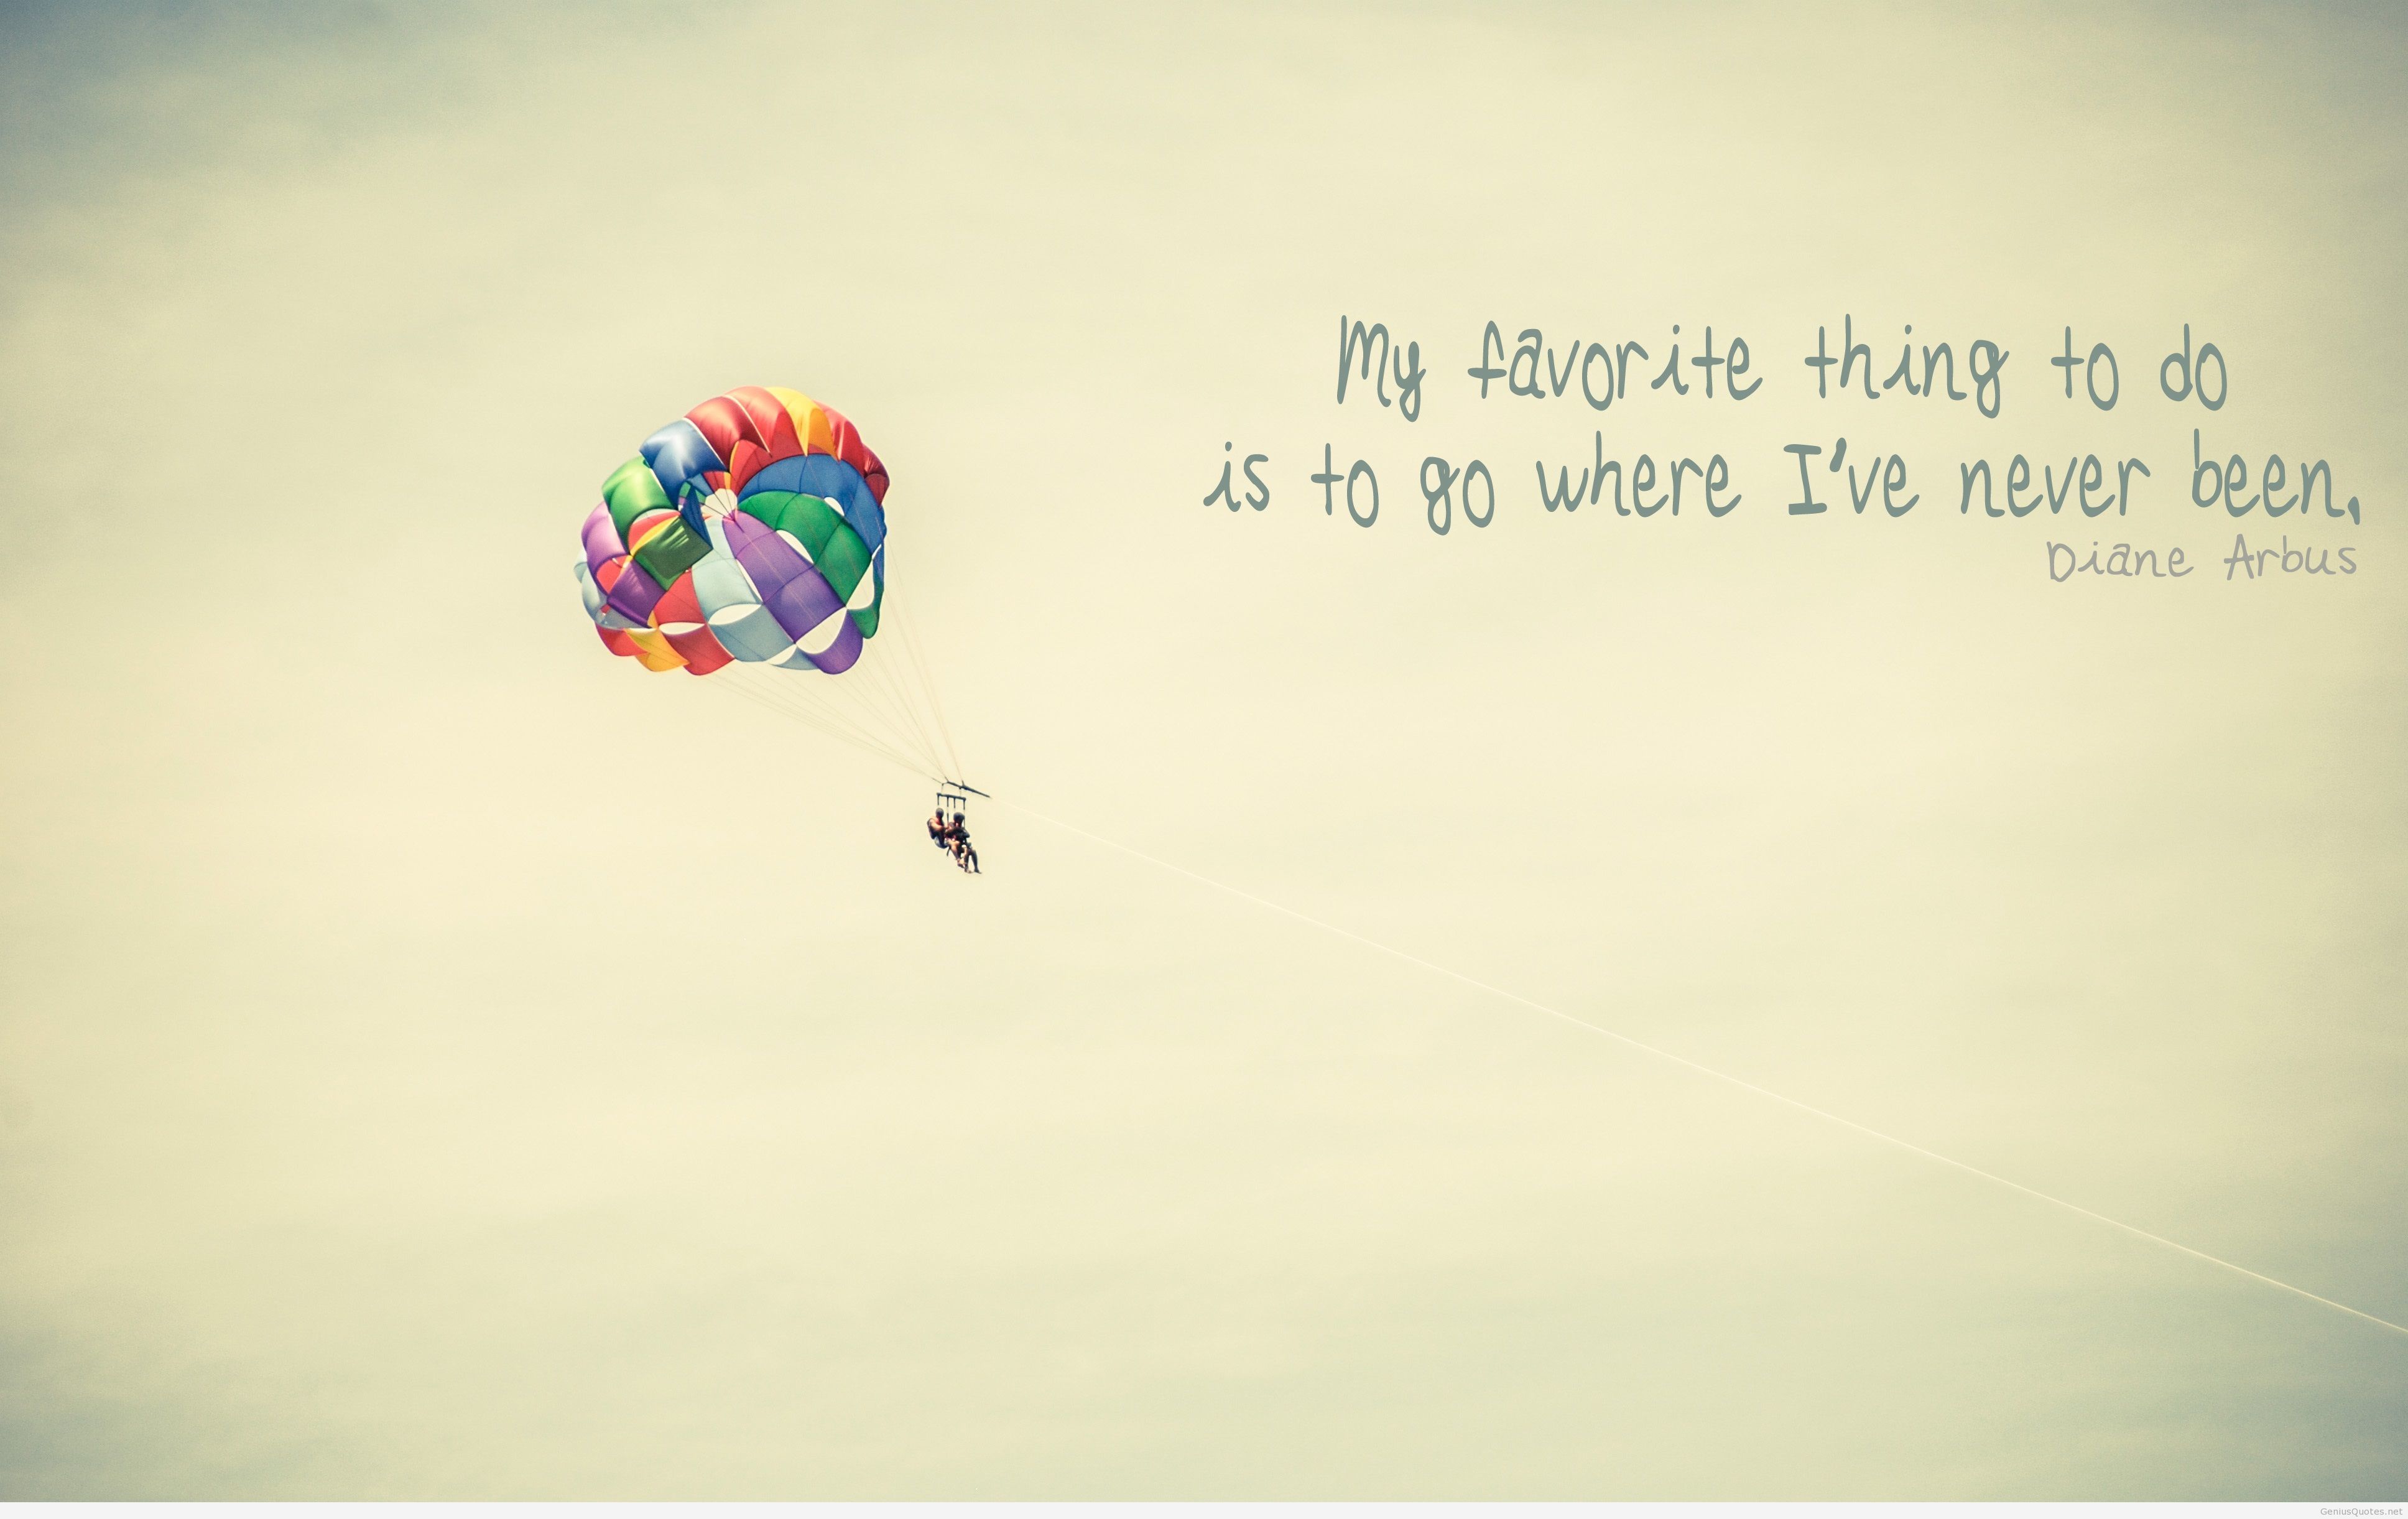 My favorite thing to do
is to go where I've never been.
Diane Arbus
GeniusQuotes.net